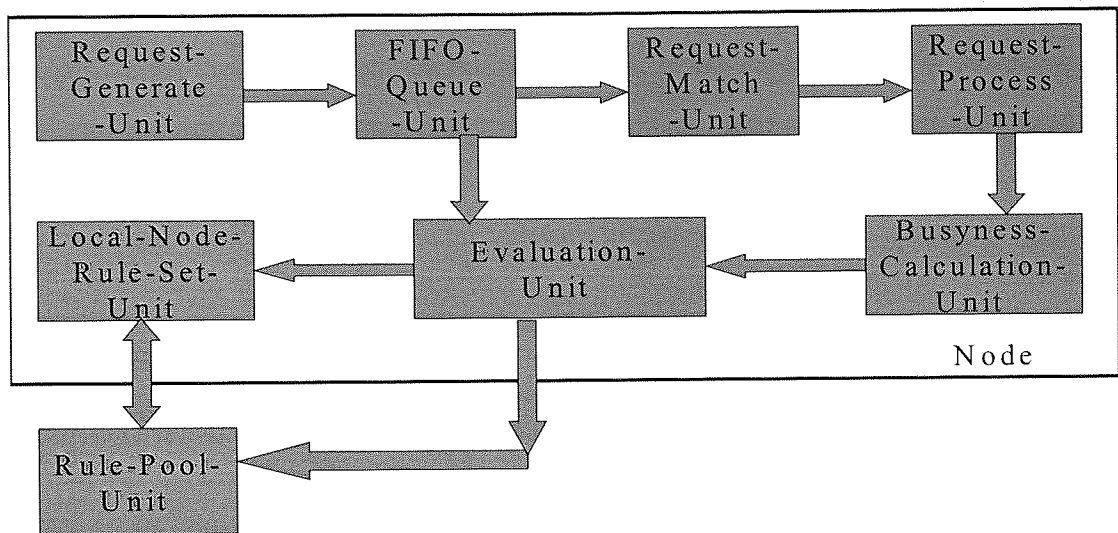 Request-
Generate
-Unit
FIFO-
Queue
-Unit
Request-
Match
-Unit
Request-
Process
-Unit
Local-Node-
Rule-Set-
Unit
Evaluation-
Unit
Busyness-
Calculation-
Unit
Node
Rule-Pool-
Unit